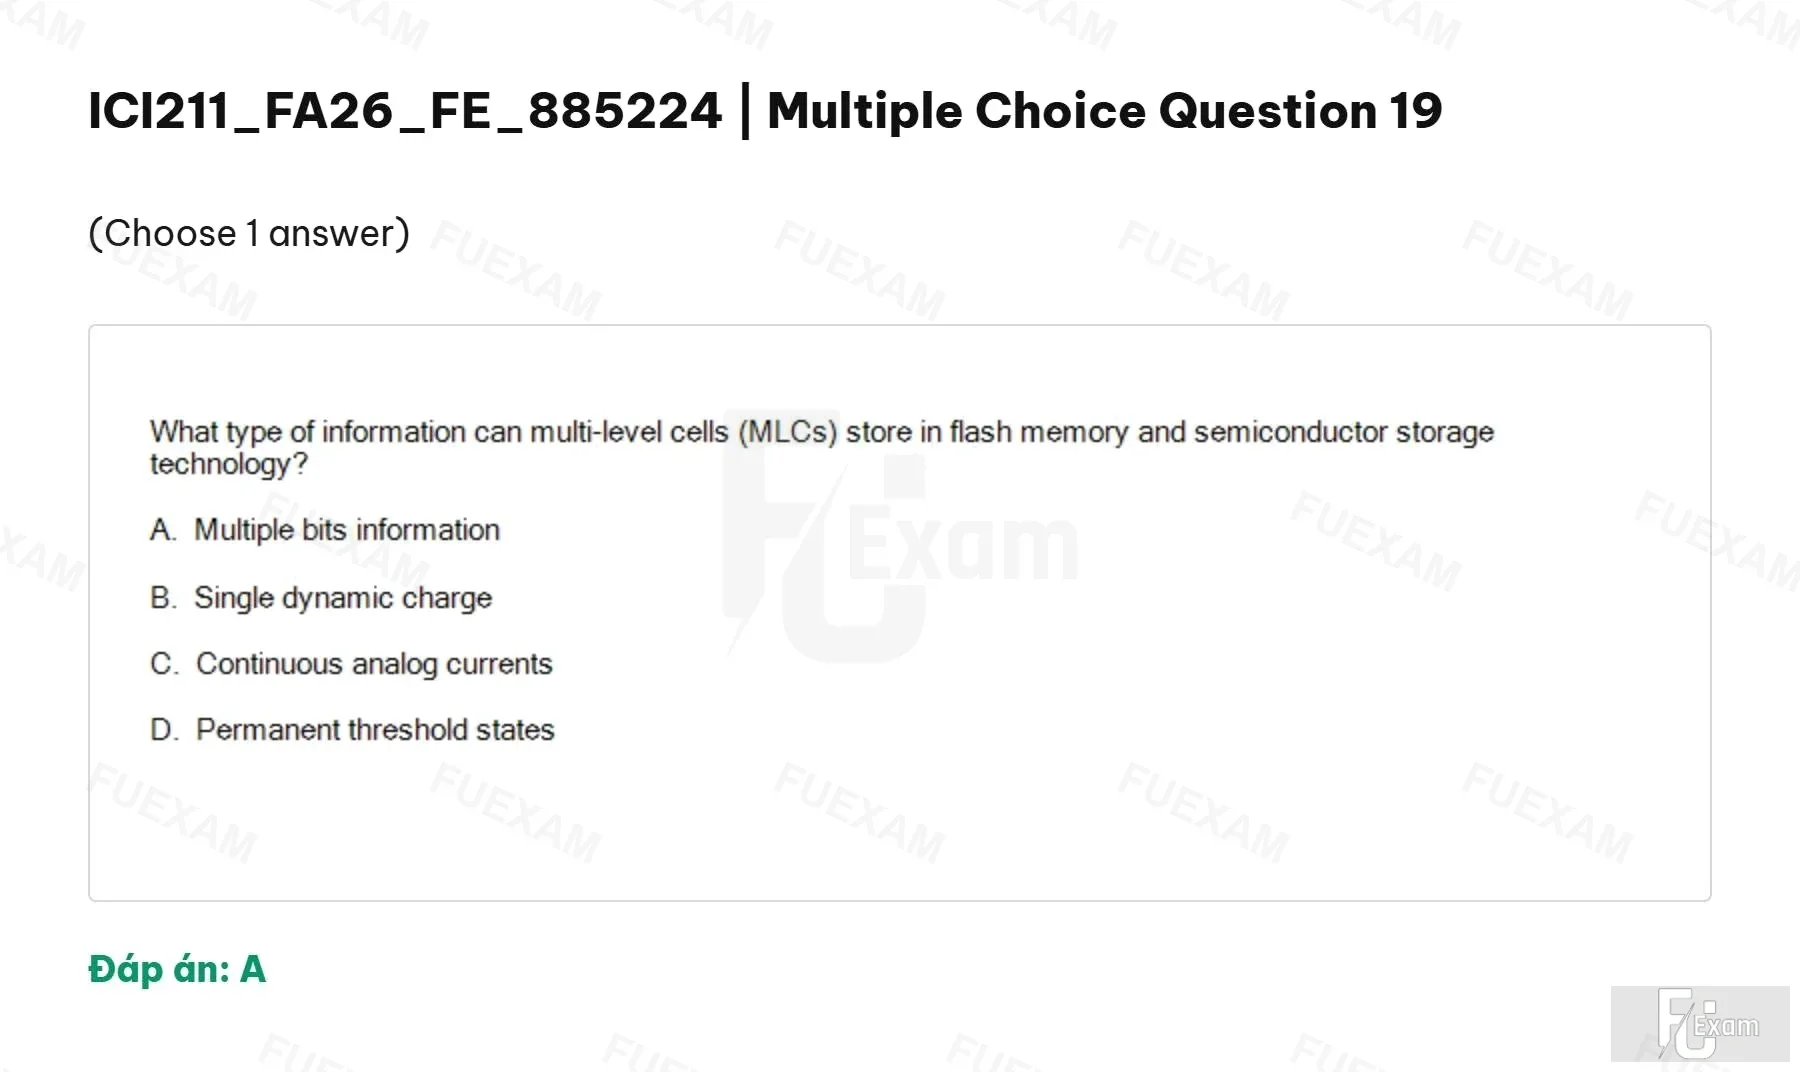 ICI211_FA26_FE_885224 | Multiple Choice Question 19
(Choose 1 answer)
What type of information can multi-level cells (MLCs) store in flash memory and semiconductor storage
technology?
A. Multiple bits information
B. Single dynamic charge
C. Continuous analog currents
D. Permanent threshold states
Đáp án: A
FUExam